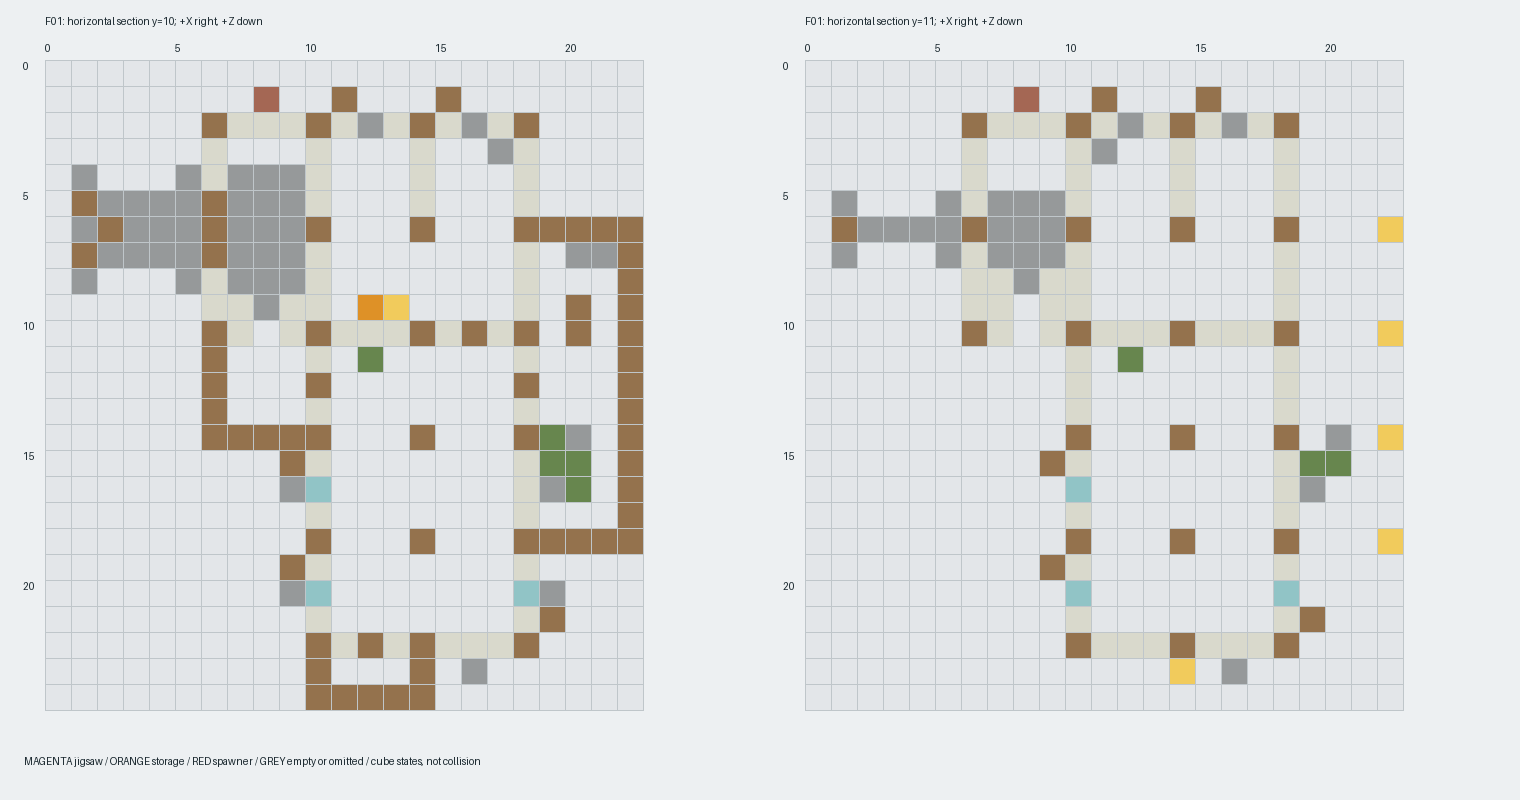 F01: horizontal section y=10; +X right, +Z down
F01: horizontal section y=11; +X right, +Z down
0 5 10 15 20
0 5 10 15 20
0
0
5
5
10
10
15
15
20
20
MAGENTA jigsaw / ORANGE storage / RED spawner / GREY empty or omitted / cube states, not collision